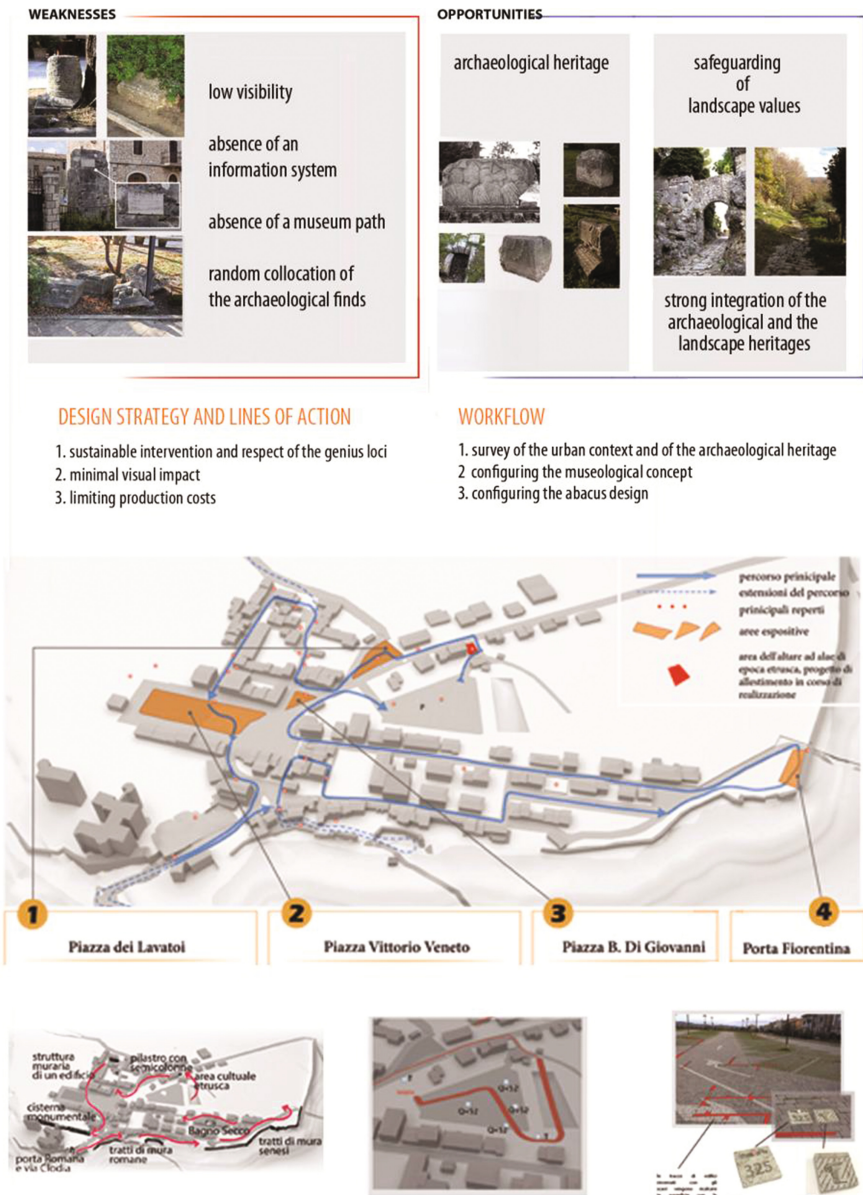 WEAKNESSES
low visibility
absence of an
information system
absence of a museum path
random collocation of
the archaeological finds
OPPORTUNITIES
archaeological heritage
safeguarding
of
landscape values
strong integration of the
archaeological and the
landscape heritages
DESIGN STRATEGY AND LINES OF ACTION
1. sustainable intervention and respect of the genius loci
2. minimal visual impact
3. limiting production costs
WORKFLOW
1. survey of the urban context and of the archaeological heritage
2 configuring the museological concept
3. configuring the abacus design
percorso prinicipale
estensioni del percorso
prinicipali reperti
aree espositive
area dell'altare ad alae di
epoca etrusca, progetto di
allestimento in corso di
realizzazione
P
1
Piazza dei Lavatoi
2
Piazza Vittorio Veneto
3
Piazza B. Di Giovanni
4
Porta Fiorentina
struttura
muraria
di un edificio
pilastro con
semicolonne
area cultuale
etrusca
cisterna
monumentale
Bagno Secco
tratti di mura
romane
tratti di mura
senesi
porta Romana
e via Clodia
325